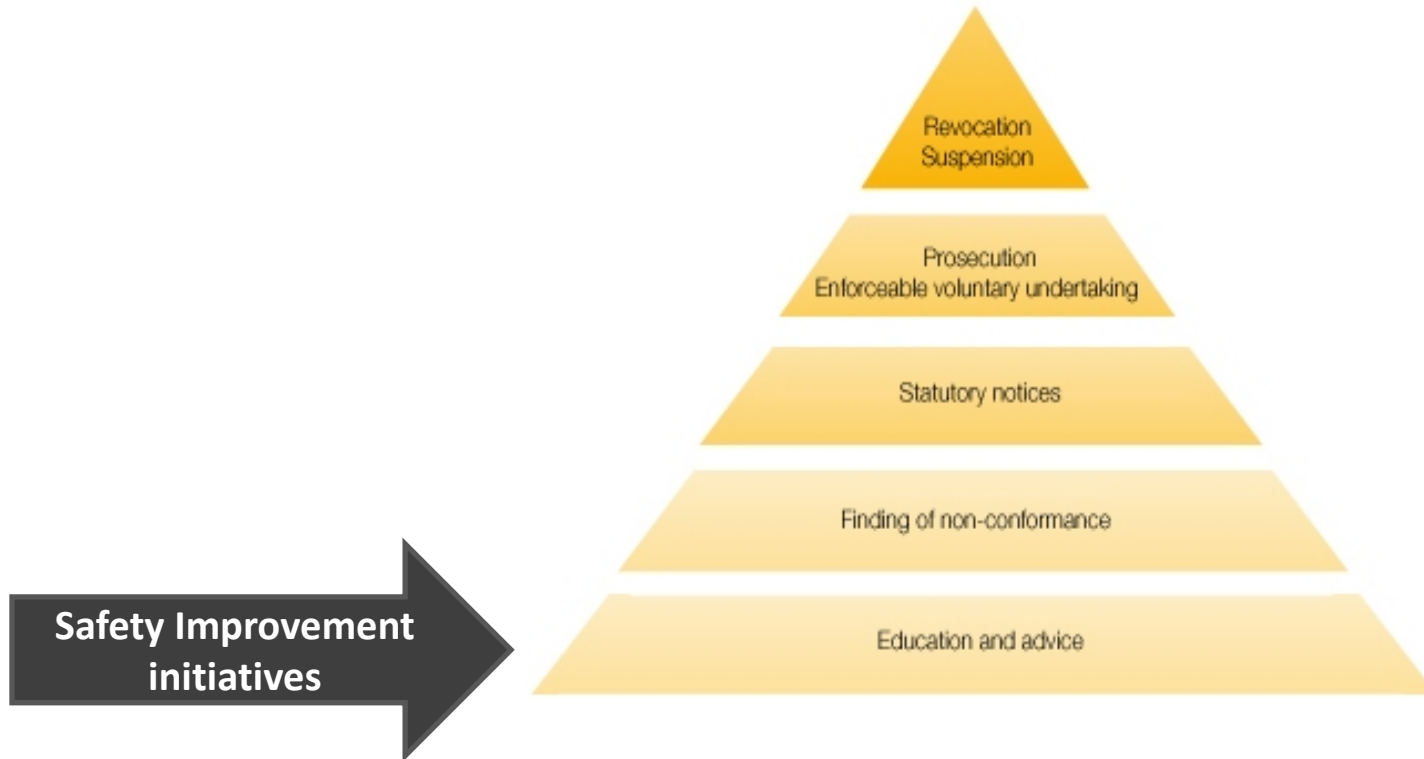 Revocation
Suspension
Prosecution
Enforceable voluntary undertaking
Statutory notices
Finding of non-conformance
Safety Improvement
initiatives
Education and advice